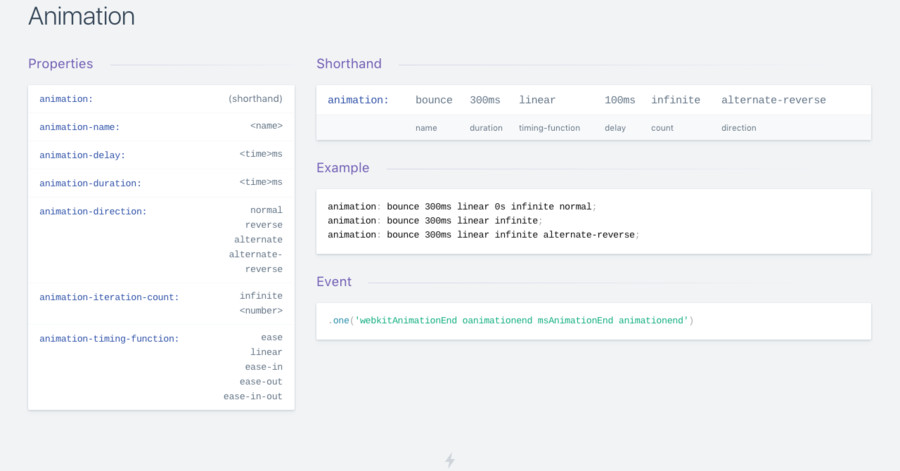 Animation
Properties
animation: (shorthand)
animation-name: <name>
animation-delay: <time>ms
animation-duration: <time>ms
animation-direction: normal
reverse
alternate
alternate-
reverse
animation-iteration-count: infinite
<number>
animation-timing-function: ease
linear
ease-in
ease-out
ease-in-out
Shorthand
animation: bounce 300ms linear 100ms infinite alternate-reverse
name duration timing-function delay count direction
Example
animation: bounce 300ms linear 0s infinite normal;
animation: bounce 300ms linear infinite;
animation: bounce 300ms linear infinite alternate-reverse;
Event
.one('webkitAnimationEnd oanimationend msAnimationEnd animationend')